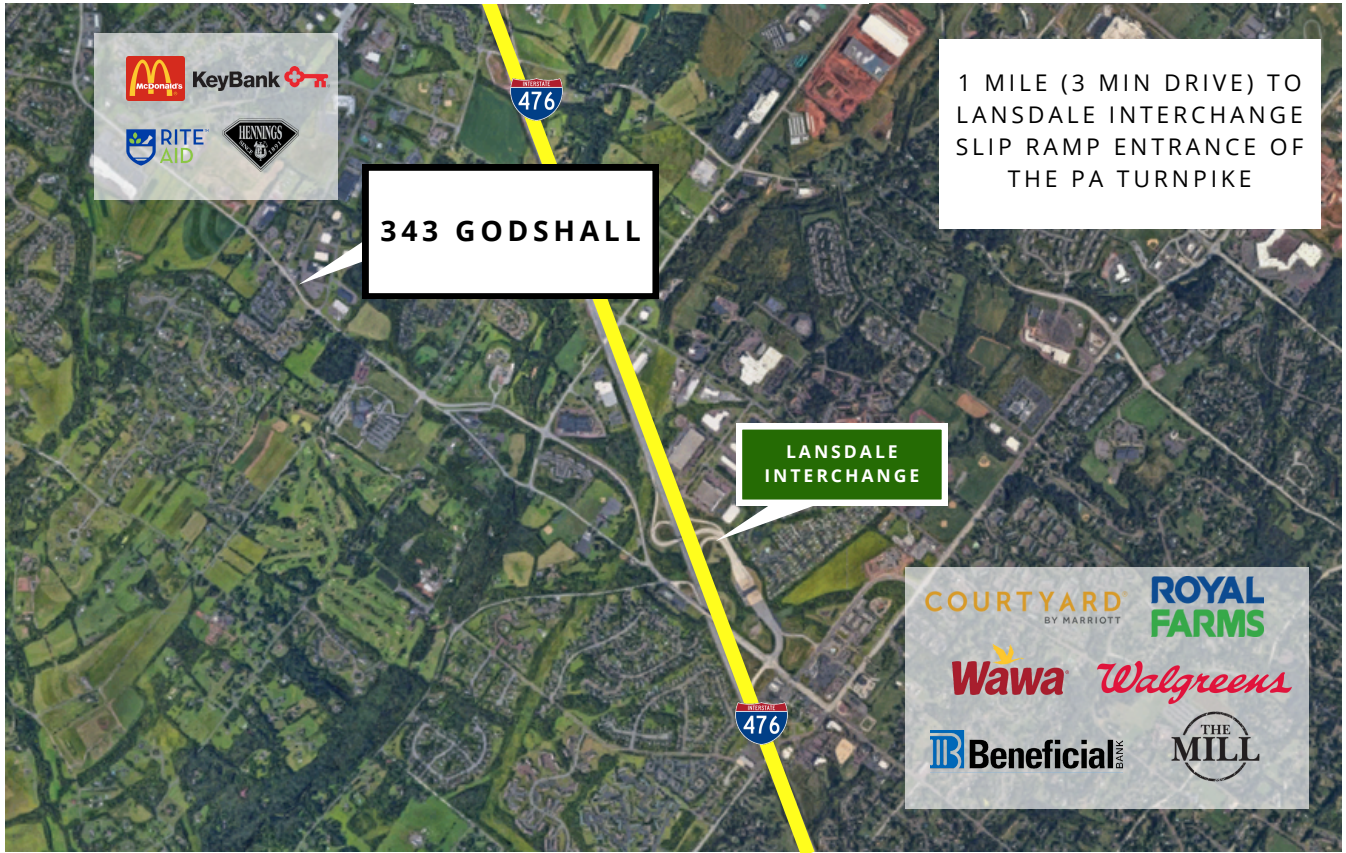 McDonald's
KeyBank
RITE
AID
HENNINGS
SINCE 1897
INTERSTATE
476
1 MILE (3 MIN DRIVE) TO
LANSDALE INTERCHANGE
SLIP RAMP ENTRANCE OF
THE PA TURNPIKE
343 GODSHALL
LANSDALE
INTERCHANGE
COURTYARD
BY MARRIOTT
ROYAL
FARMS
Wawa
Walgreens
Beneficial BANK
THE
MILL
INTERSTATE
476